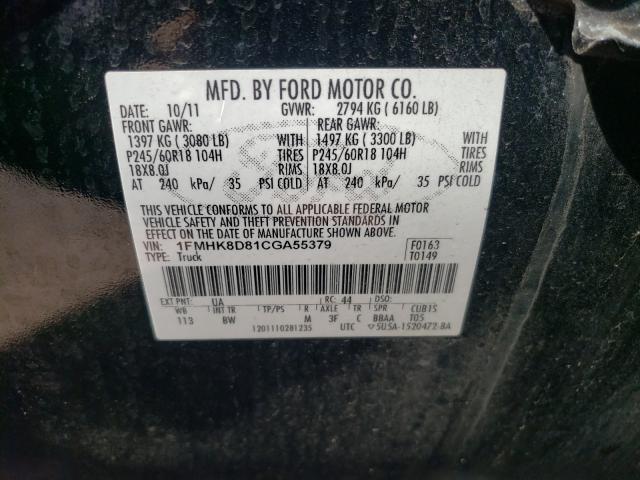 MFD. BY FORD MOTOR CO.
DATE: 10/11 GVWR: 2794 KG ( 6160 LB)
FRONT GAWR: REAR GAWR:
1397 KG ( 3080 LB) WITH 1497 KG ( 3300 LB) WITH
P245/60R18 104H TIRES P245/60R18 104H TIRES
18X8.0J RIMS 18X8.0J RIMS
AT 240 kPa/ 35 PSI COLD AT 240 kPa/ 35 PSI COLD
THIS VEHICLE CONFORMS TO ALL APPLICABLE FEDERAL MOTOR
VEHICLE SAFETY AND THEFT PREVENTION STANDARDS IN
EFFECT ON THE DATE OF MANUFACTURE SHOWN ABOVE.
VIN: 1FMHK8D81CGA55379 F0163
TYPE: Truck T0149
EXT PNT: UA RC: 44 DSO:
WB INT TR TP/PS R AXLE TR SPR CUB1S
113 BW M 3F C BBAA T05
1201110281235 UTC 5U5A-1520472-BA